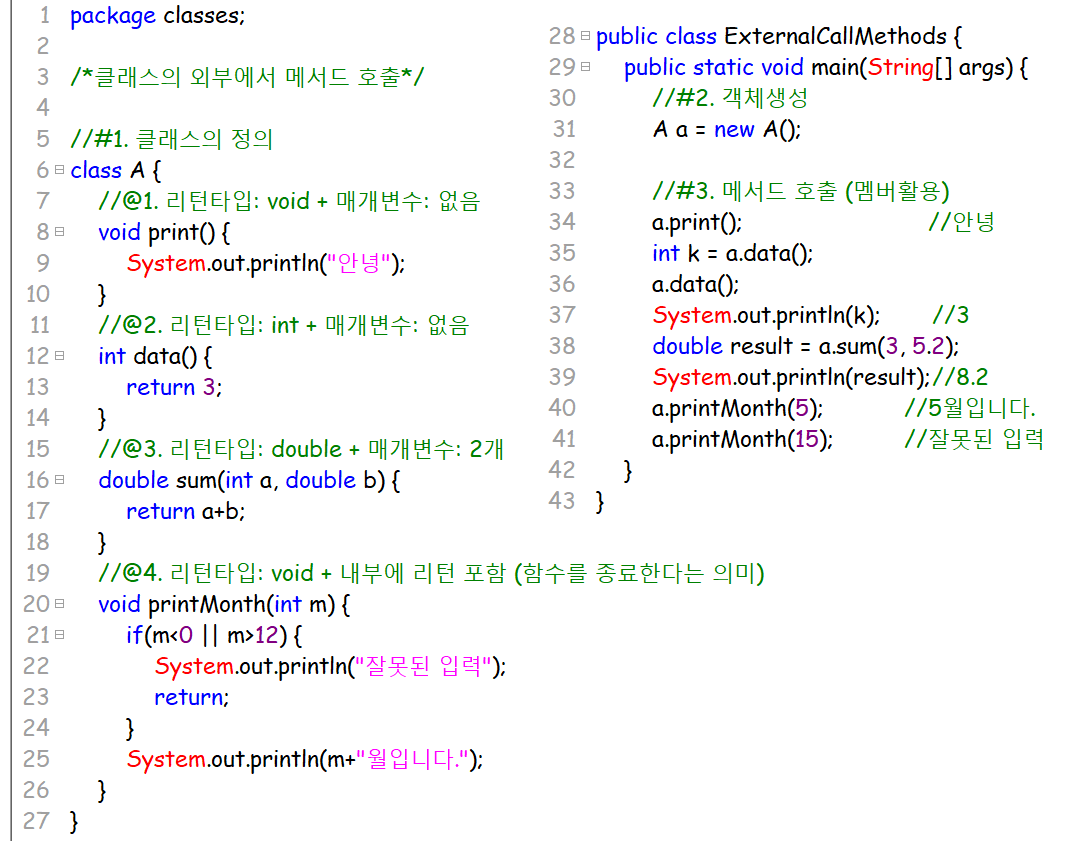 1 package classes;
2
3 /*클래스의 외부에서 메서드 호출*/
4
5 //#1. 클래스의 정의
6 class A {
7 //@1. 리턴타입: void + 매개변수: 없음
8 void print() {
9 System.out.println("안녕");
10 }
11 //@2. 리턴타입: int + 매개변수: 없음
12 int data() {
13 return 3;
14 }
15 //@3. 리턴타입: double + 매개변수: 2개
16 double sum(int a, double b) {
17 return a+b;
18 }
19 //@4. 리턴타입: void + 내부에 리턴 포함 (함수를 종료한다는 의미)
20 void printMonth(int m) {
21 if(m<0 || m>12) {
22 System.out.println("잘못된 입력");
23 return;
24 }
25 System.out.println(m+"월입니다.");
26 }
27 }
28 public class ExternalCallMethods {
29 public static void main(String[] args) {
30 //#2. 객체생성
31 A a = new A();
32
33 //#3. 메서드 호출 (멤버활용)
34 a.print(); //안녕
35 int k = a.data();
36 a.data();
37 System.out.println(k); //3
38 double result = a.sum(3, 5.2);
39 System.out.println(result);//8.2
40 a.printMonth(5); //5월입니다.
41 a.printMonth(15); //잘못된 입력
42 }
43 }